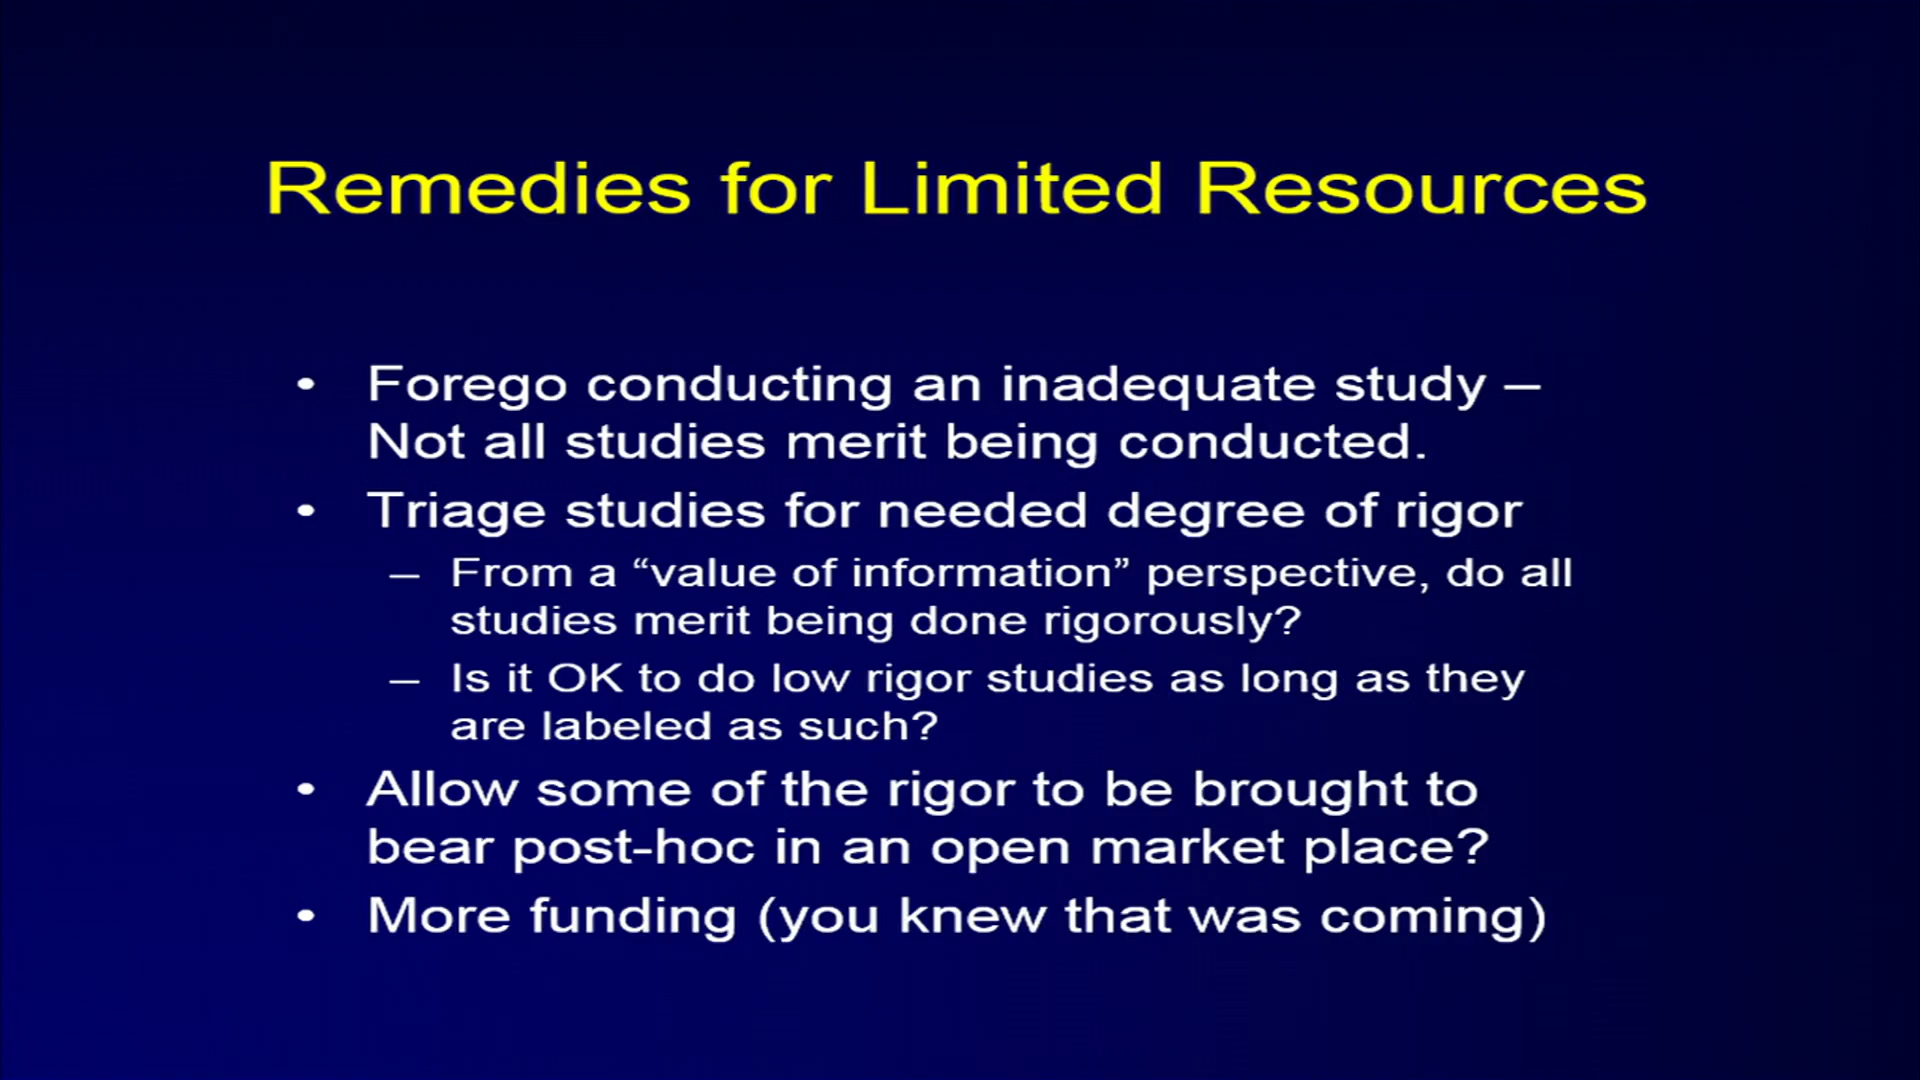 Remedies for Limited Resources
• Forego conducting an inadequate study –
Not all studies merit being conducted.
• Triage studies for needed degree of rigor
– From a “value of information” perspective, do all
studies merit being done rigorously?
– Is it OK to do low rigor studies as long as they
are labeled as such?
• Allow some of the rigor to be brought to
bear post-hoc in an open market place?
• More funding (you knew that was coming)